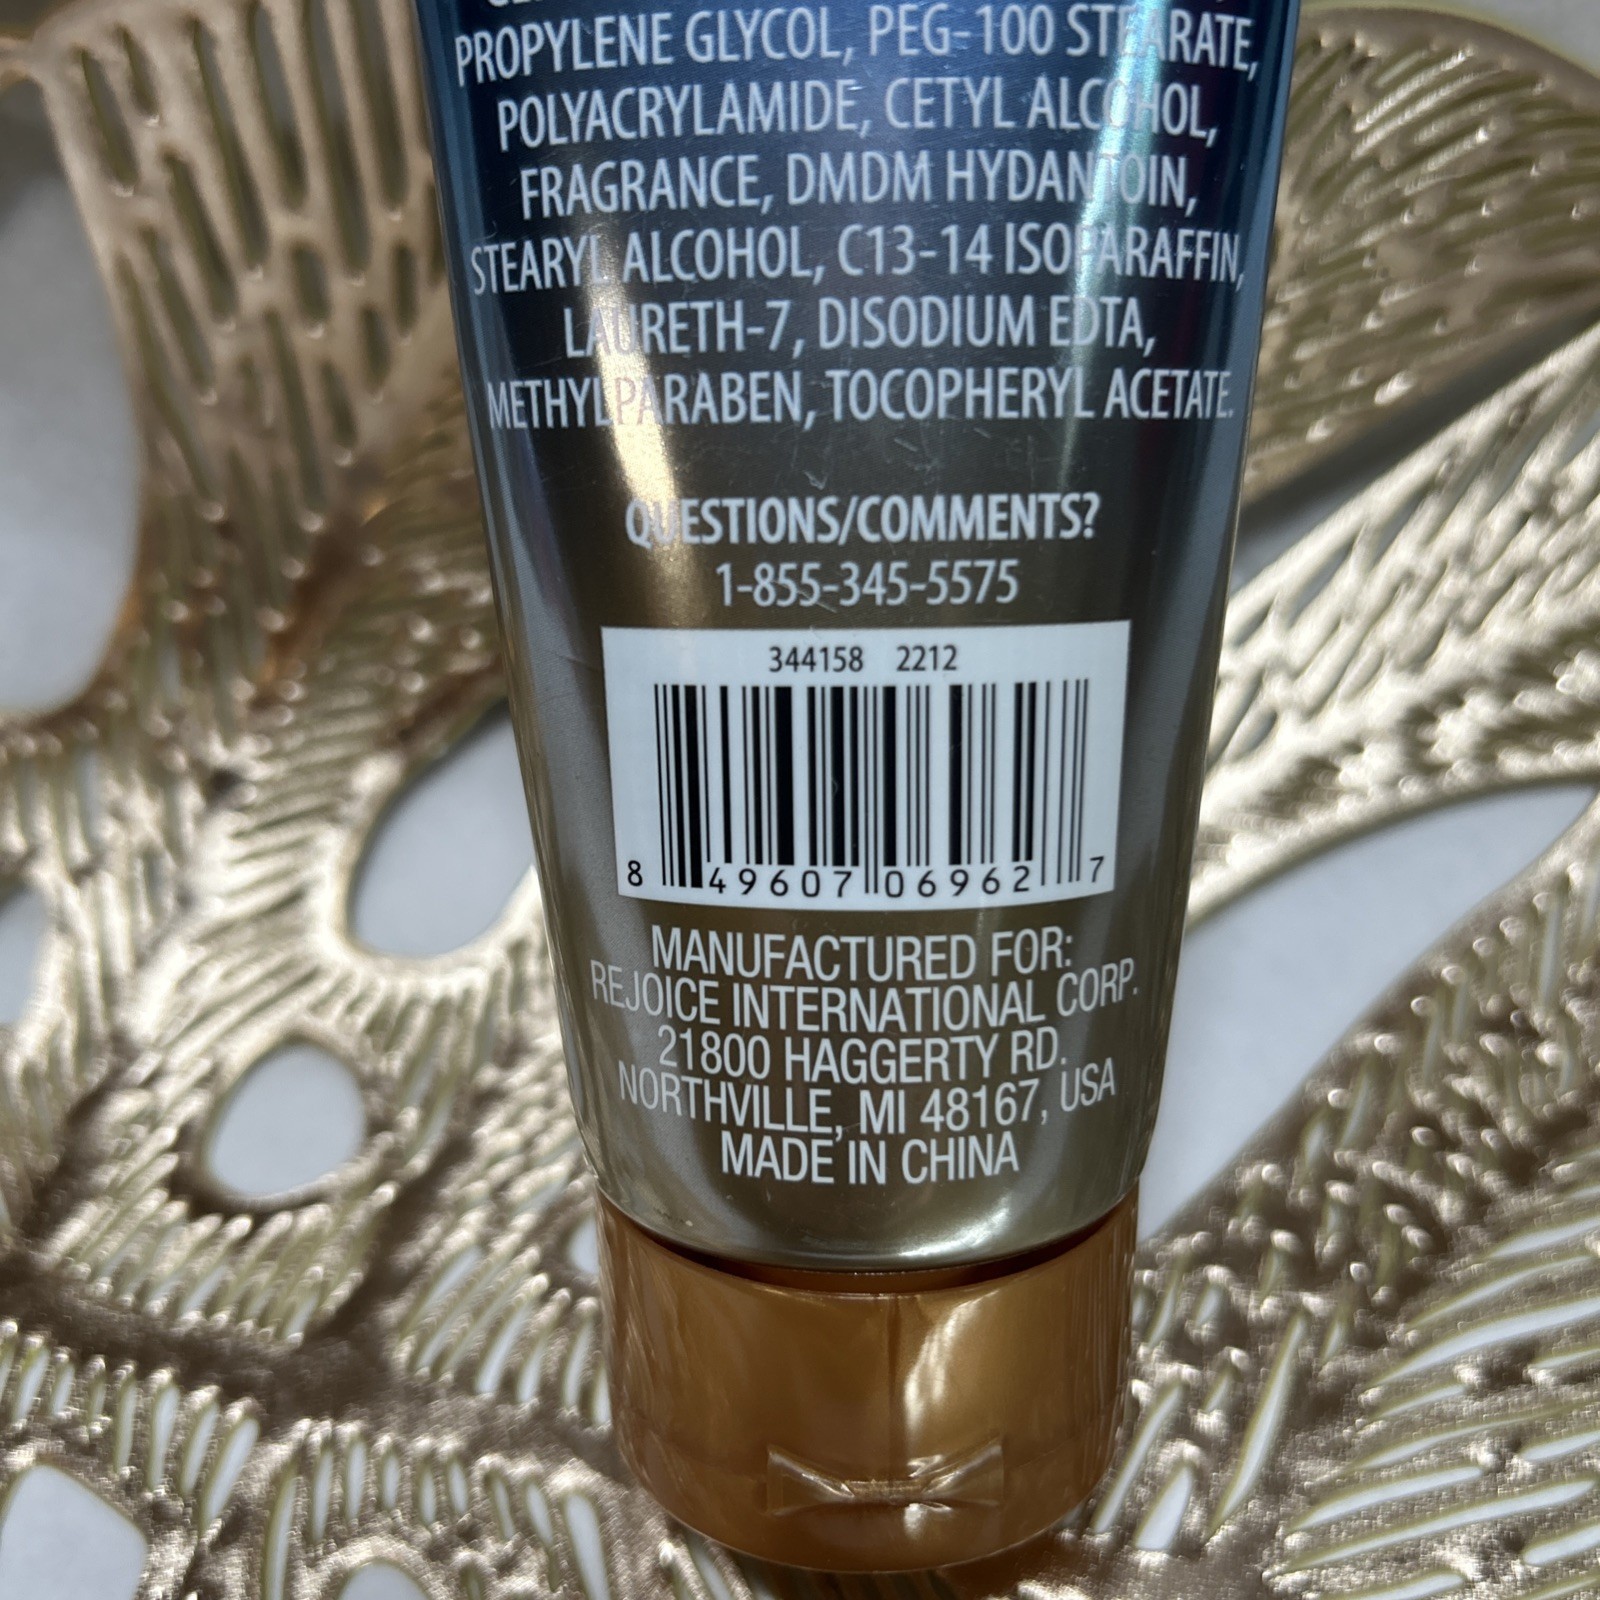 PROPYLENE GLYCOL, PEG-100 STEARATE,
POLYACRYLAMIDE, CETYL ALCOHOL,
FRAGRANCE, DMDM HYDANTOIN,
STEARYL ALCOHOL, C13-14 ISOPARAFFIN,
LAURETH-7, DISODIUM EDTA,
METHYLPARABEN, TOCOPHERYL ACETATE.
QUESTIONS/COMMENTS?
1-855-345-5575
344158 2212
8 49607 06962 7
MANUFACTURED FOR:
REJOICE INTERNATIONAL CORP.
21800 HAGGERTY RD.
NORTHVILLE, MI 48167, USA
MADE IN CHINA